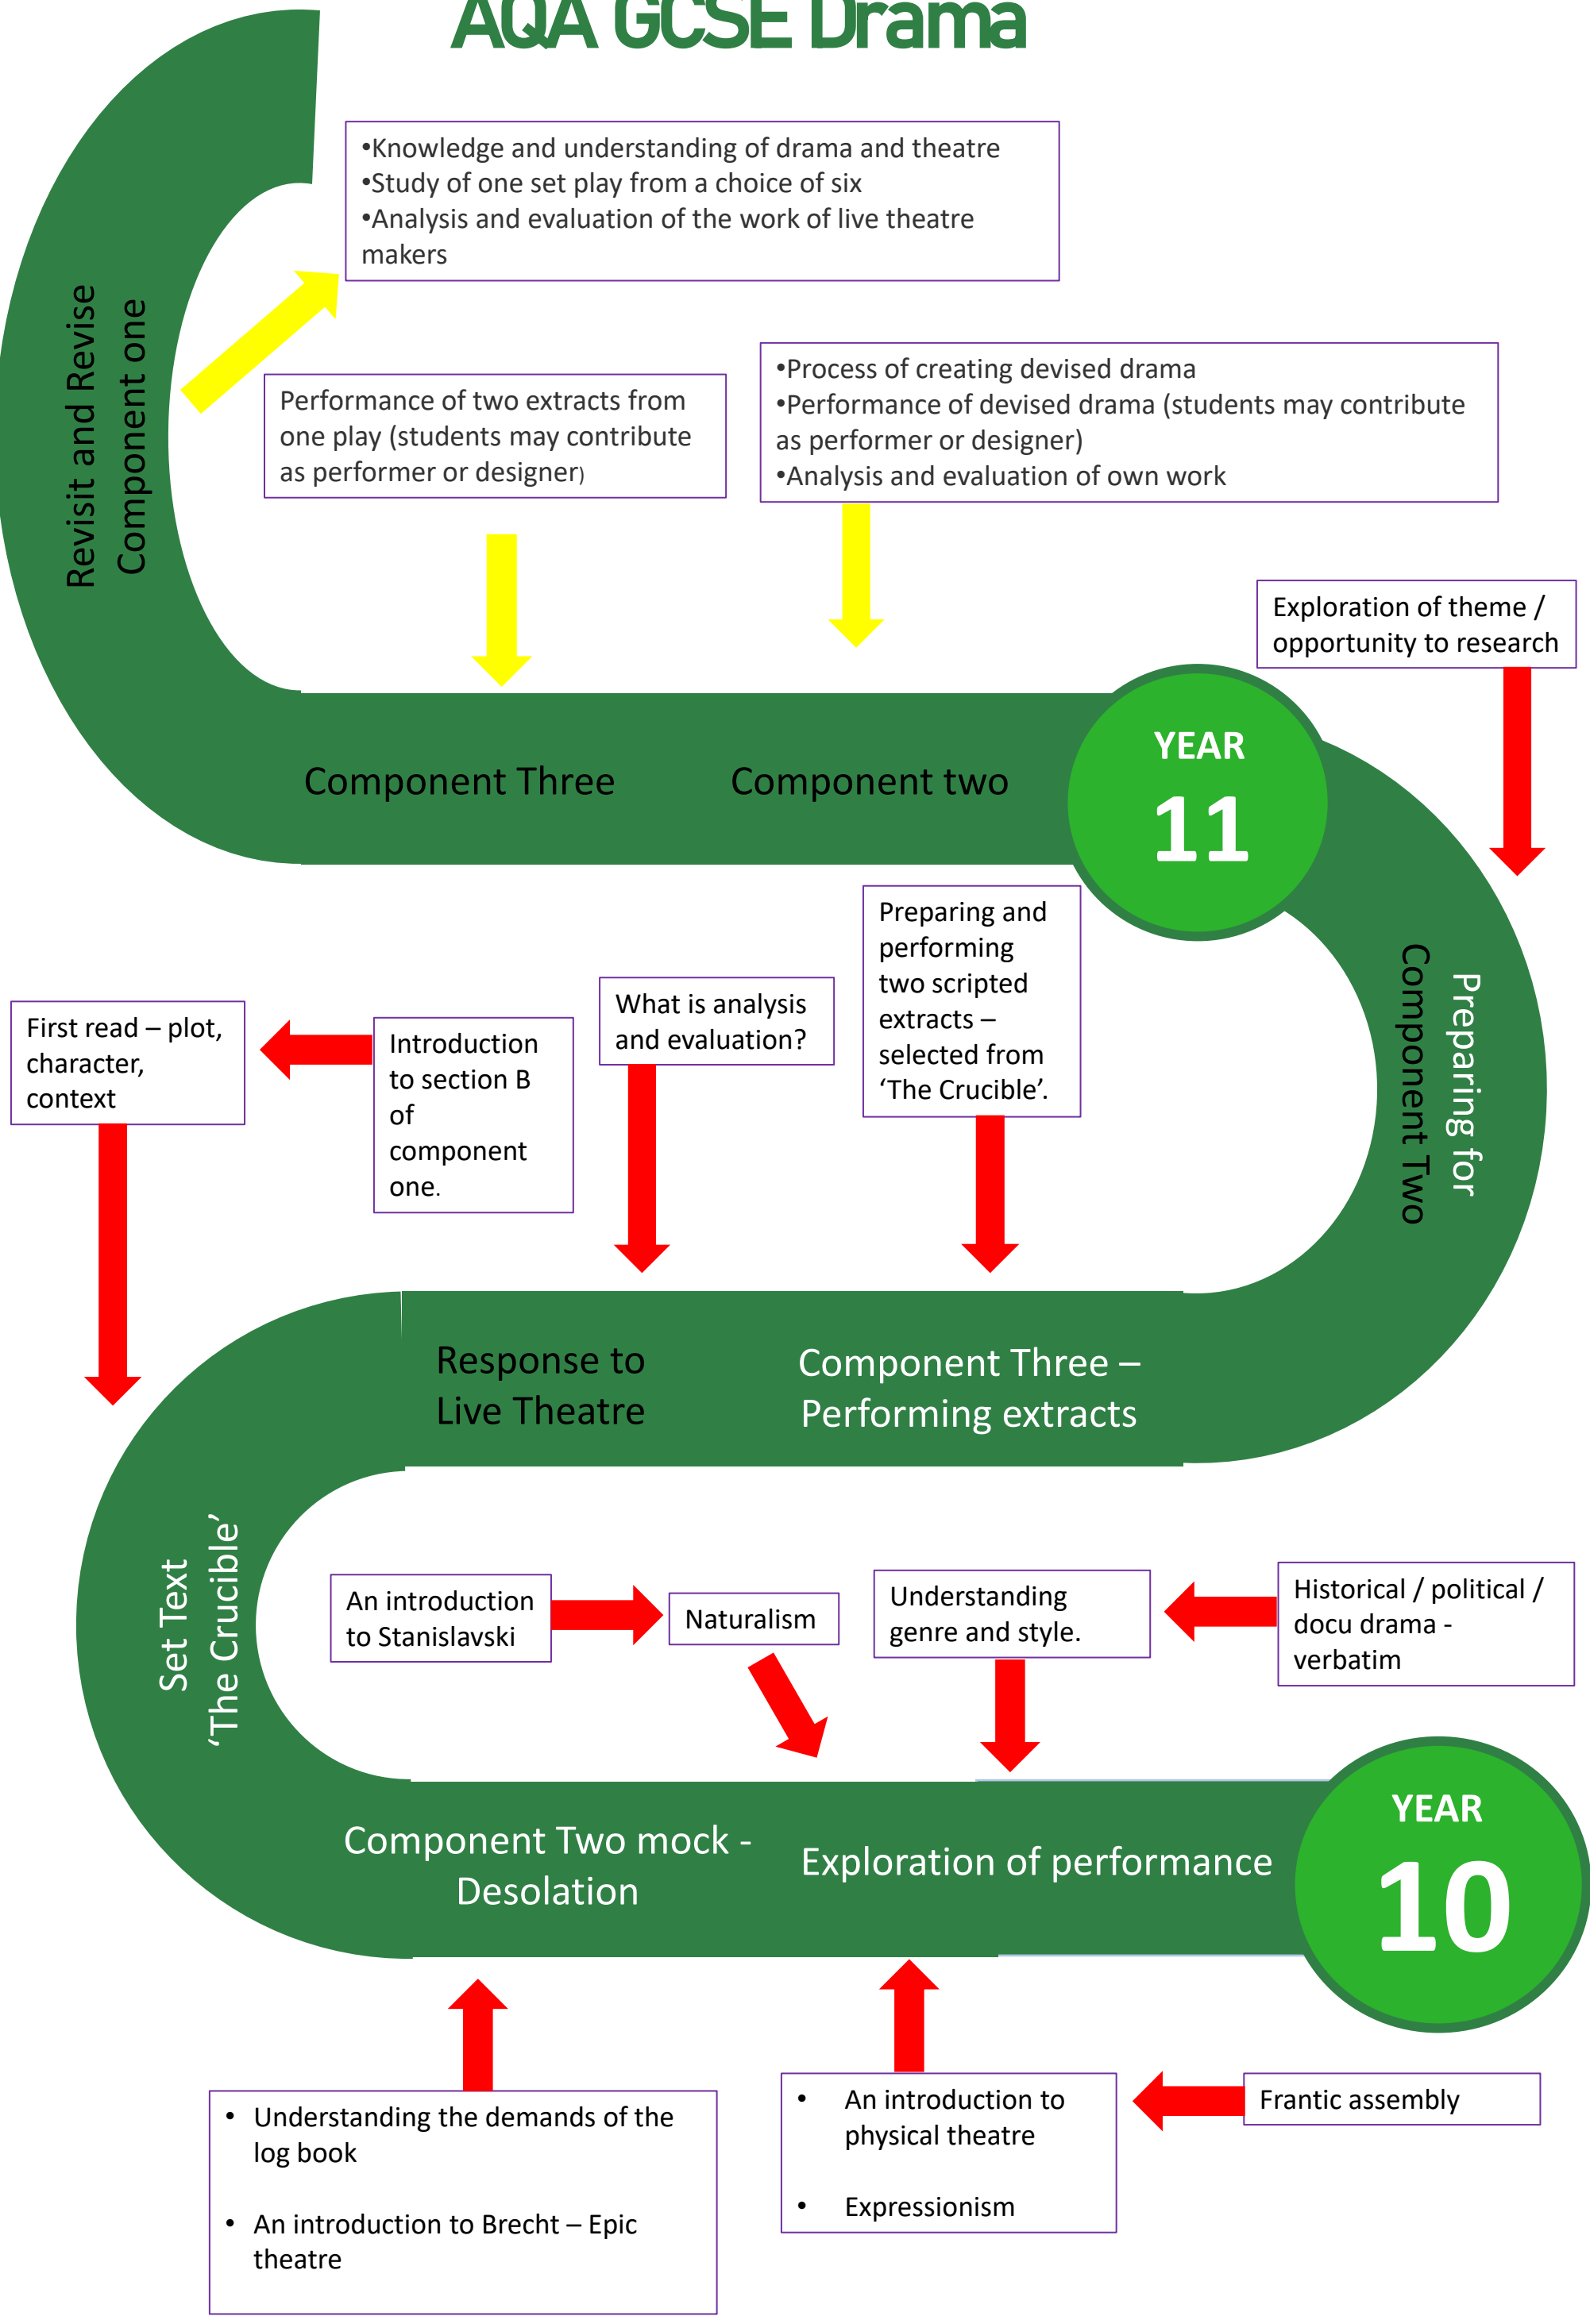 AQA GCSE Drama
•Knowledge and understanding of drama and theatre
•Study of one set play from a choice of six
•Analysis and evaluation of the work of live theatre
makers
Revisit and Revise
Component one
Performance of two extracts from
one play (students may contribute
as performer or designer)
•Process of creating devised drama
•Performance of devised drama (students may contribute
as performer or designer)
•Analysis and evaluation of own work
Exploration of theme /
opportunity to research
Component Three
Component two
YEAR
11
Preparing for
Component Two
Preparing and
performing
two scripted
extracts –
selected from
‘The Crucible’.
What is analysis
and evaluation?
Introduction
to section B
of
component
one.
First read – plot,
character,
context
Response to
Live Theatre
Component Three –
Performing extracts
Set Text
‘The Crucible’
An introduction
to Stanislavski
Naturalism
Understanding
genre and style.
Historical / political /
docu drama -
verbatim
Component Two mock -
Desolation
Exploration of performance
YEAR
10
• Understanding the demands of the
log book
• An introduction to Brecht – Epic
theatre
• An introduction to
physical theatre
• Expressionism
Frantic assembly